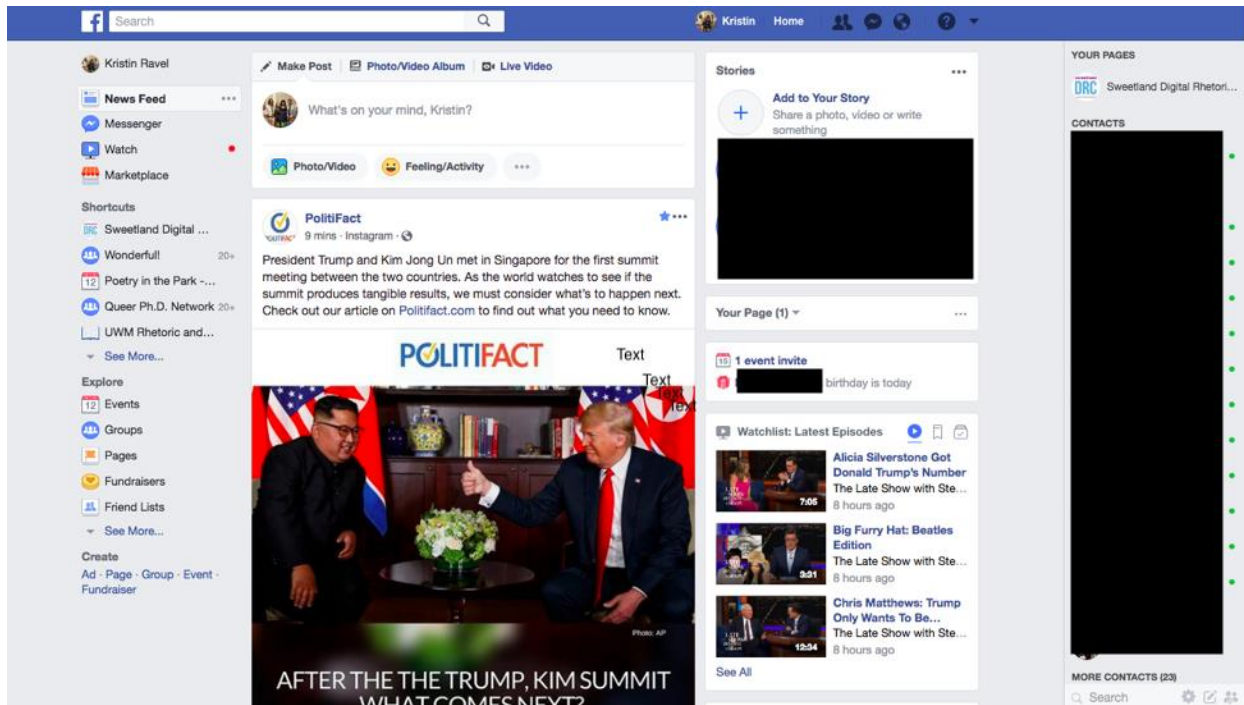 Search
Kristin Home
Kristin Ravel
News Feed
Messenger
Watch
Marketplace
Shortcuts
Sweetland Digital ...
Wonderful! 20+
Poetry in the Park -...
Queer Ph.D. Network 20+
UWM Rhetoric and...
See More...
Explore
12 Events
Groups
Pages
Fundraisers
Friend Lists
See More...
Create
Ad · Page · Group · Event ·
Fundraiser
Make Post Photo/Video Album Live Video
What's on your mind, Kristin?
Photo/Video Feeling/Activity
PolitiFact
9 mins · Instagram ·
President Trump and Kim Jong Un met in Singapore for the first summit
meeting between the two countries. As the world watches to see if the
summit produces tangible results, we must consider what's to happen next.
Check out our article on Politifact.com to find out what you need to know.
POLITIFACT
Text
Text
Text
Text
Photo: AP
AFTER THE THE TRUMP, KIM SUMMIT
WHAT COMES NEXT?
Stories
Add to Your Story
Share a photo, video or write
something
Your Page (1)
15 1 event invite
birthday is today
Watchlist: Latest Episodes
Alicia Silverstone Got
Donald Trump's Number
The Late Show with Ste...
8 hours ago
7:05
Big Furry Hat: Beatles
Edition
The Late Show with Ste...
8 hours ago
3:21
Chris Matthews: Trump
Only Wants To Be...
The Late Show with Ste...
8 hours ago
12:34
See All
YOUR PAGES
DRC Sweetland Digital Rhetori...
CONTACTS
MORE CONTACTS (23)
Search